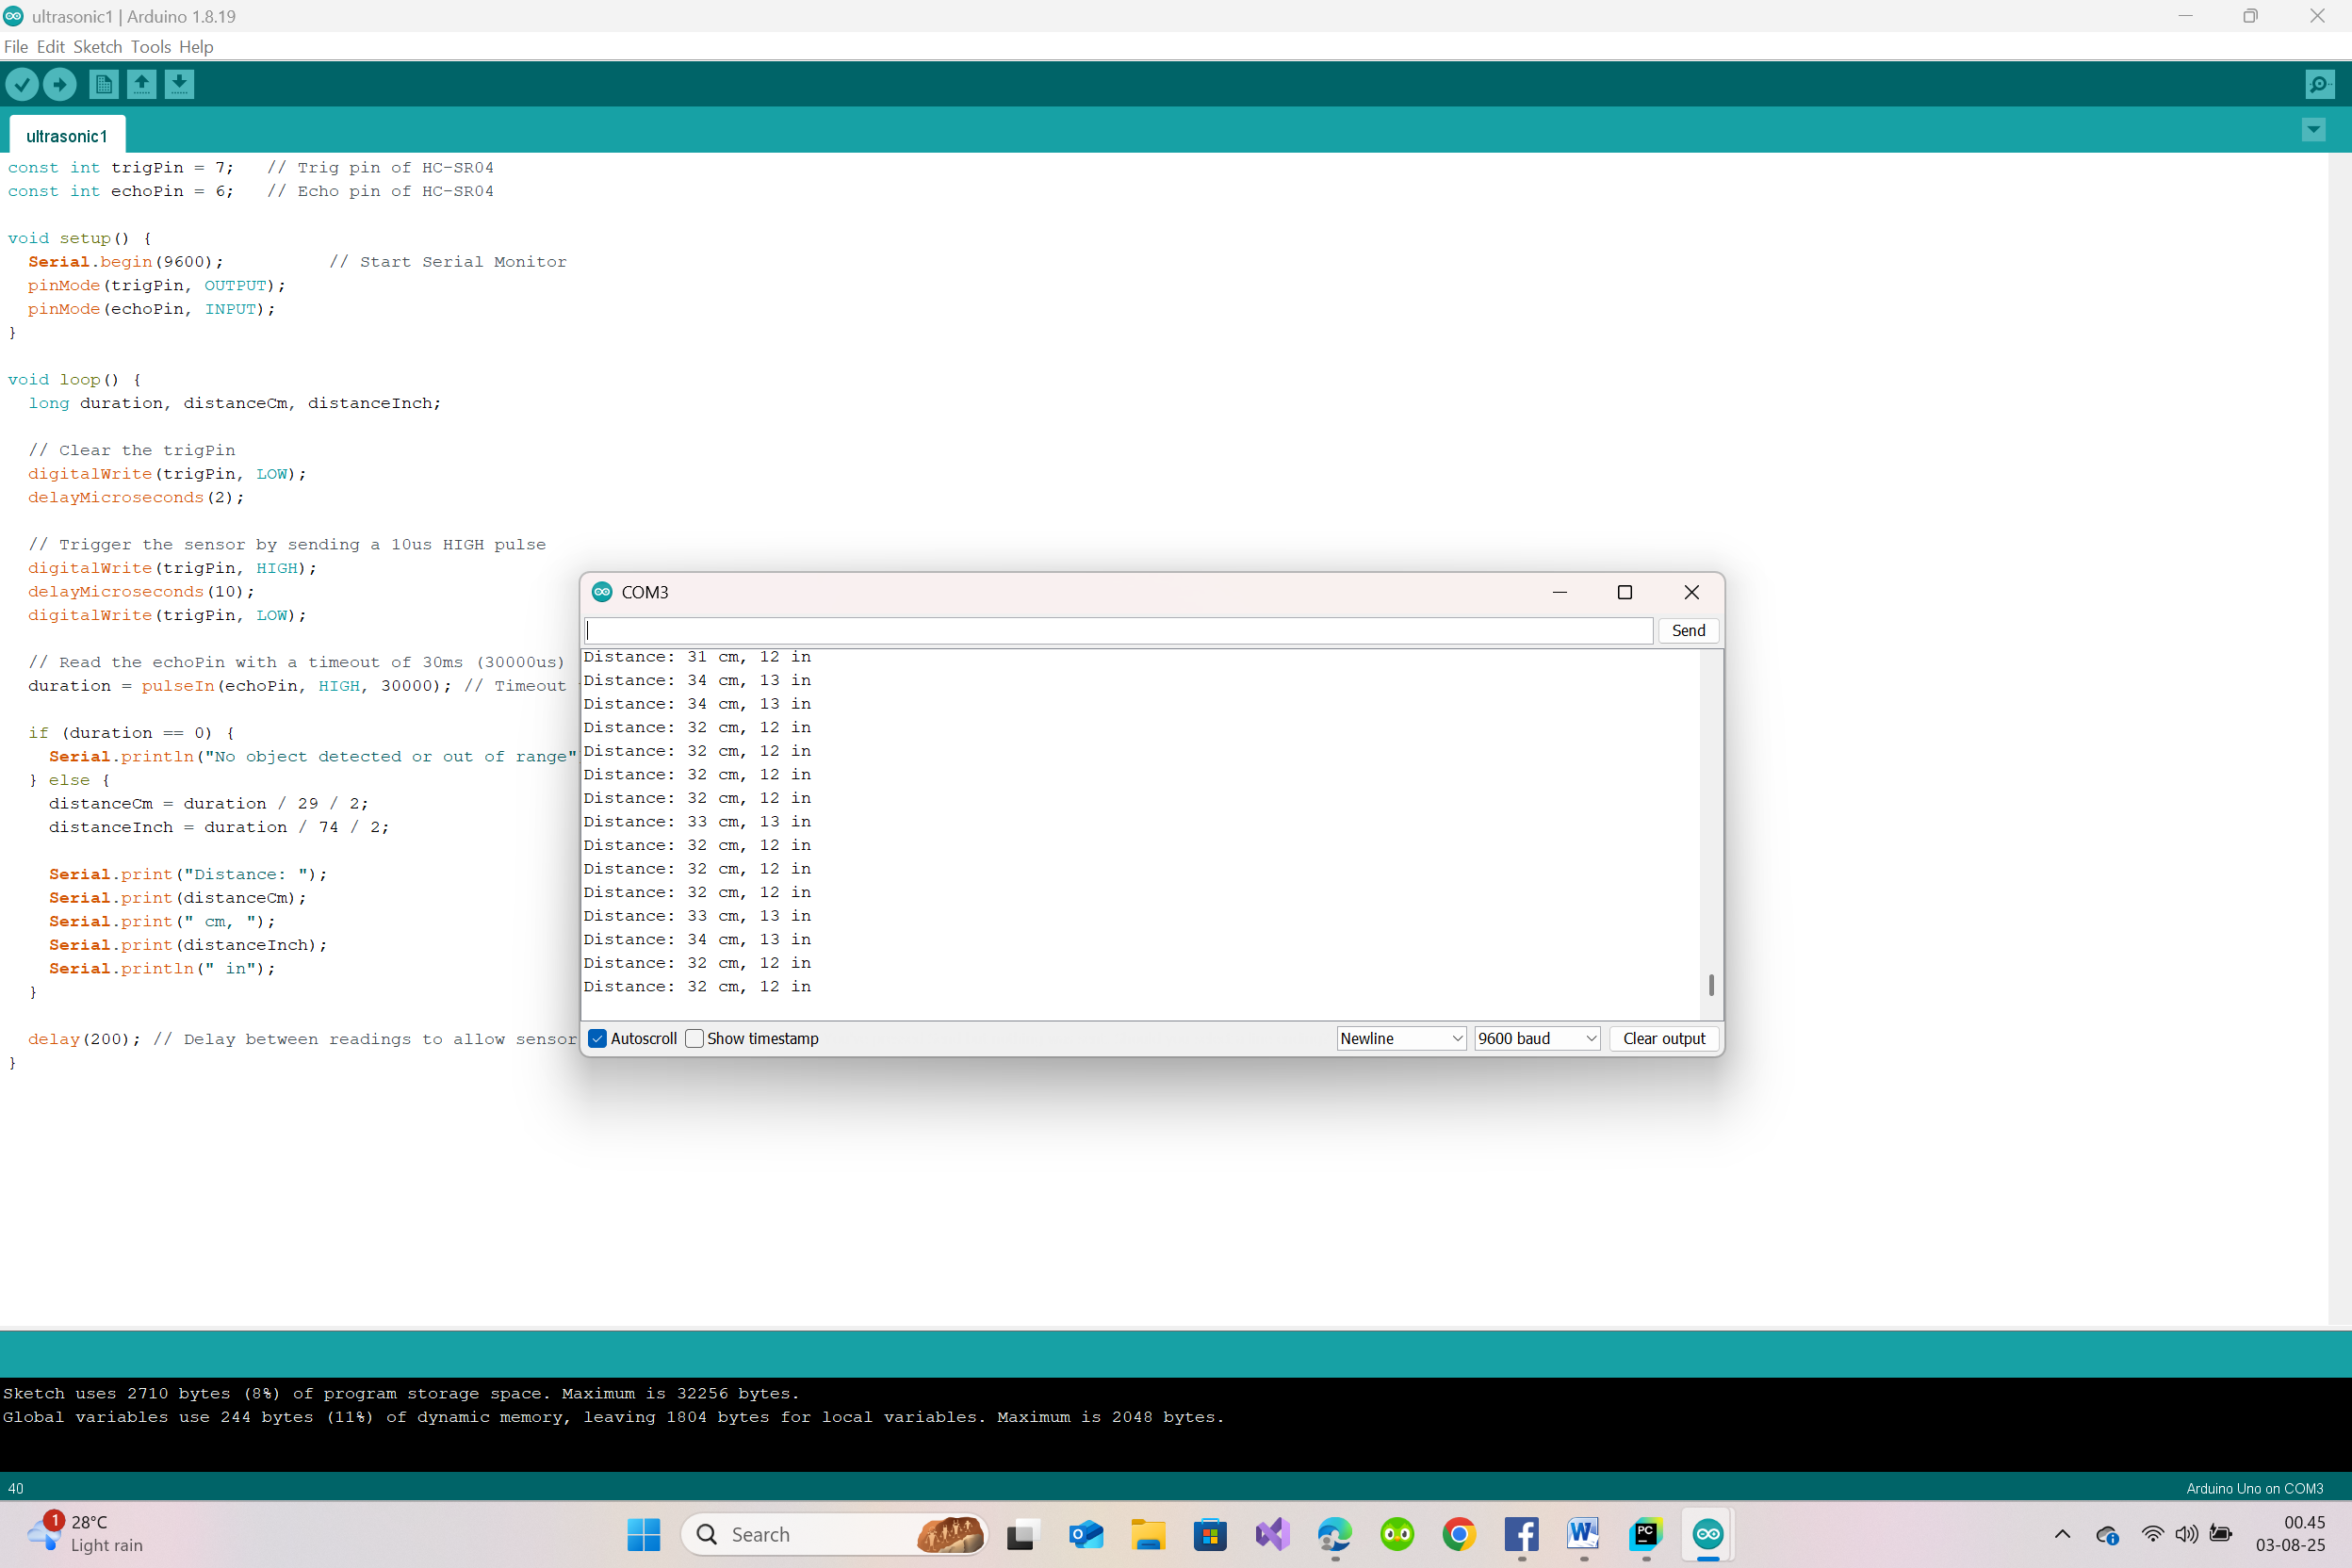 ultrasonic1 | Arduino 1.8.19
File Edit Sketch Tools Help
ultrasonic1
const int trigPin = 7;   // Trig pin of HC-SR04
const int echoPin = 6;   // Echo pin of HC-SR04
void setup() {
  Serial.begin(9600);          // Start Serial Monitor
  pinMode(trigPin, OUTPUT);
  pinMode(echoPin, INPUT);
}
void loop() {
  long duration, distanceCm, distanceInch;
  // Clear the trigPin
  digitalWrite(trigPin, LOW);
  delayMicroseconds(2);
  // Trigger the sensor by sending a 10us HIGH pulse
  digitalWrite(trigPin, HIGH);
  delayMicroseconds(10);
  digitalWrite(trigPin, LOW);
  // Read the echoPin with a timeout of 30ms (30000us)
  duration = pulseIn(echoPin, HIGH, 30000); // Timeout
  if (duration == 0) {
    Serial.println("No object detected or out of range"
  } else {
    distanceCm = duration / 29 / 2;
    distanceInch = duration / 74 / 2;
    Serial.print("Distance: ");
    Serial.print(distanceCm);
    Serial.print(" cm, ");
    Serial.print(distanceInch);
    Serial.println(" in");
  }
  delay(200); // Delay between readings to allow sensor
}
COM3
Send
Distance: 31 cm, 12 in
Distance: 34 cm, 13 in
Distance: 34 cm, 13 in
Distance: 32 cm, 12 in
Distance: 32 cm, 12 in
Distance: 32 cm, 12 in
Distance: 32 cm, 12 in
Distance: 33 cm, 13 in
Distance: 32 cm, 12 in
Distance: 32 cm, 12 in
Distance: 32 cm, 12 in
Distance: 33 cm, 13 in
Distance: 34 cm, 13 in
Distance: 32 cm, 12 in
Distance: 32 cm, 12 in
Autoscroll Show timestamp Newline 9600 baud Clear output
Sketch uses 2710 bytes (8%) of program storage space. Maximum is 32256 bytes.
Global variables use 244 bytes (11%) of dynamic memory, leaving 1804 bytes for local variables. Maximum is 2048 bytes.
40 Arduino Uno on COM3
1 28°C
Light rain
Search
PC
00.45
03-08-25